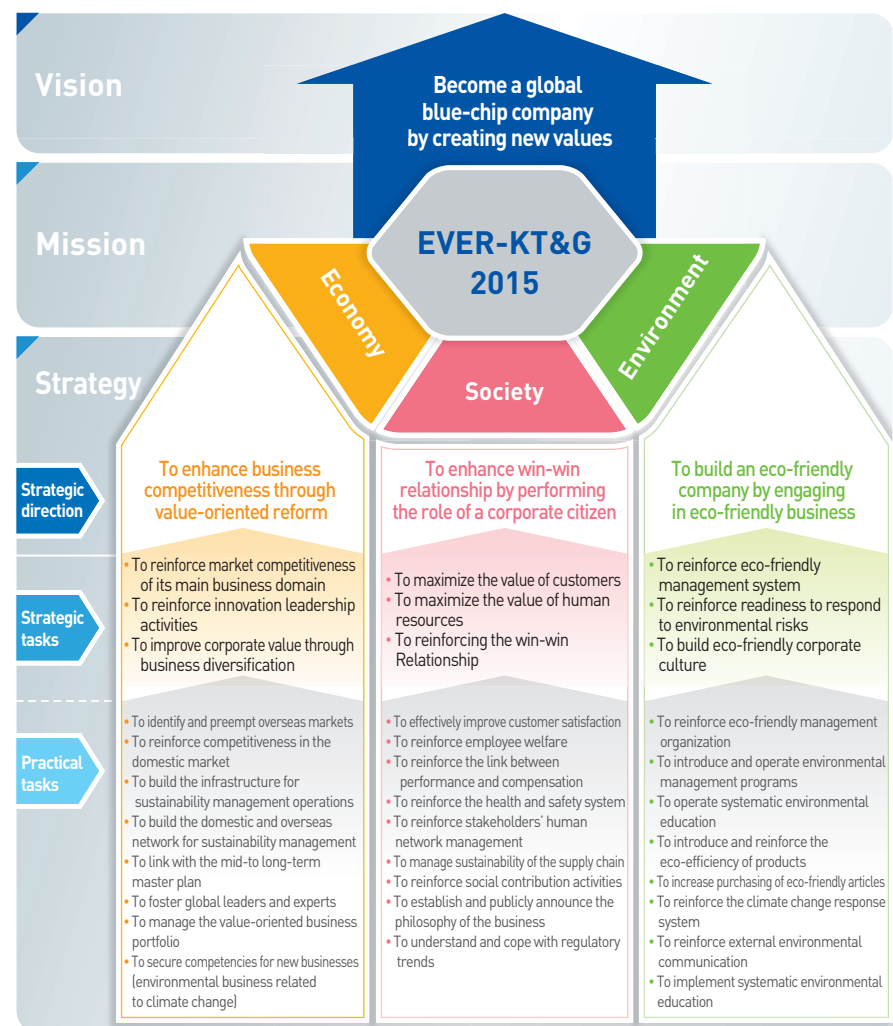 Vision
Become a global
blue-chip company
by creating new values
Mission
EVER-KT&G
2015
Economy
Society
Environment
Strategy
Strategic
direction
To enhance business
competitiveness through
value-oriented reform
To enhance win-win
relationship by performing
the role of a corporate citizen
To build an eco-friendly
company by engaging
in eco-friendly business
Strategic
tasks
• To reinforce market competitiveness
of its main business domain
• To reinforce innovation leadership
activities
• To improve corporate value through
business diversification
• To maximize the value of customers
• To maximize the value of human
resources
• To reinforcing the win-win
Relationship
• To reinforce eco-friendly
management system
• To reinforce readiness to respond
to environmental risks
• To build eco-friendly corporate
culture
Practical
tasks
• To identify and preempt overseas markets
• To reinforce competitiveness in the
domestic market
• To build the infrastructure for
sustainability management operations
• To build the domestic and overseas
network for sustainability management
• To link with the mid-to long-term
master plan
• To foster global leaders and experts
• To manage the value-oriented business
portfolio
• To secure competencies for new businesses
(environmental business related
to climate change)
• To effectively improve customer satisfaction
• To reinforce employee welfare
• To reinforce the link between
performance and compensation
• To reinforce the health and safety system
• To reinforce stakeholders' human
network management
• To manage sustainability of the supply chain
• To reinforce social contribution activities
• To establish and publicly announce the
philosophy of the business
• To understand and cope with regulatory
trends
• To reinforce eco-friendly management
organization
• To introduce and operate environmental
management programs
• To operate systematic environmental
education
• To introduce and reinforce the
eco-efficiency of products
• To increase purchasing of eco-friendly articles
• To reinforce the climate change response
system
• To reinforce external environmental
communication
• To implement systematic environmental
education